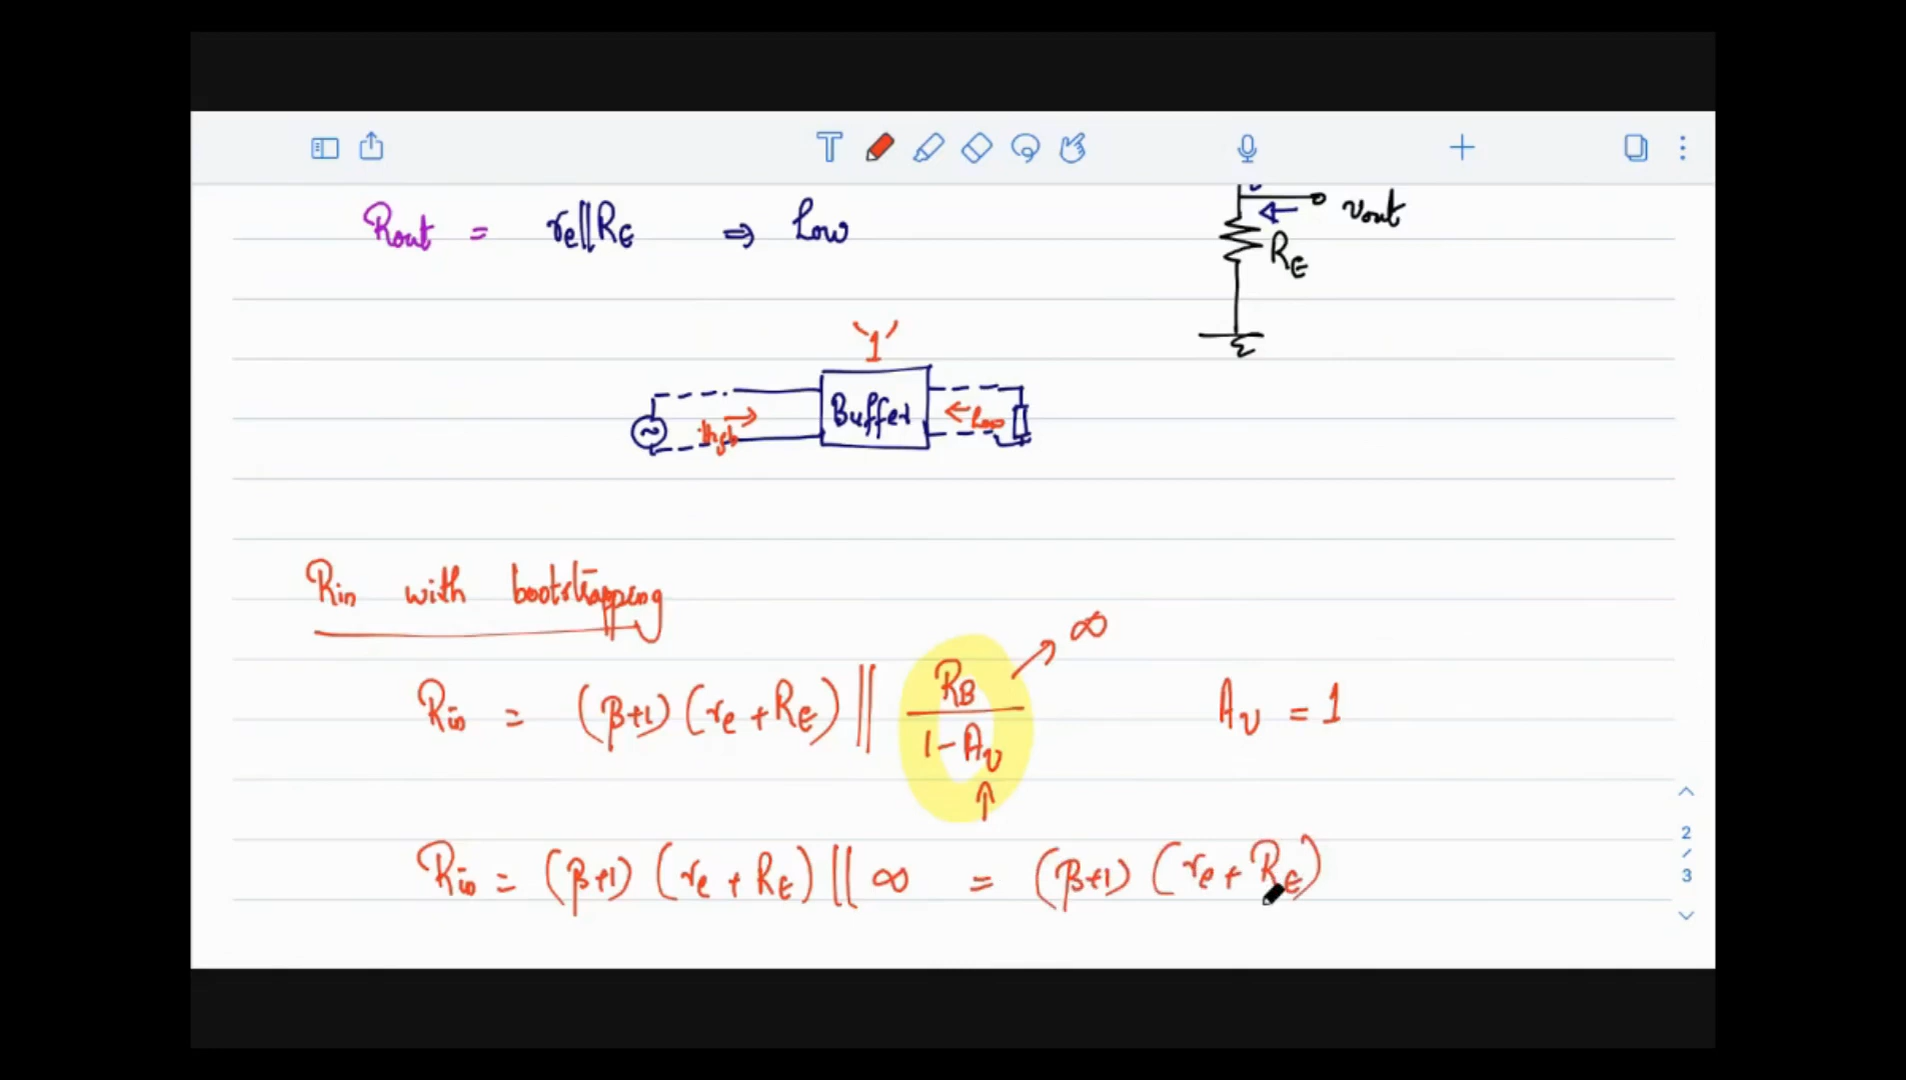 Rout = re||RE ⇒ Low
vout
RE
'1'
Buffer
High
Low
Rin with bootstrapping
Rin = (β+1)(re+RE) || RB/(1-Av) → ∞ Av = 1
↑
Rin = (β+1)(re+RE) || ∞ = (β+1)(re+RE)
2
/
3